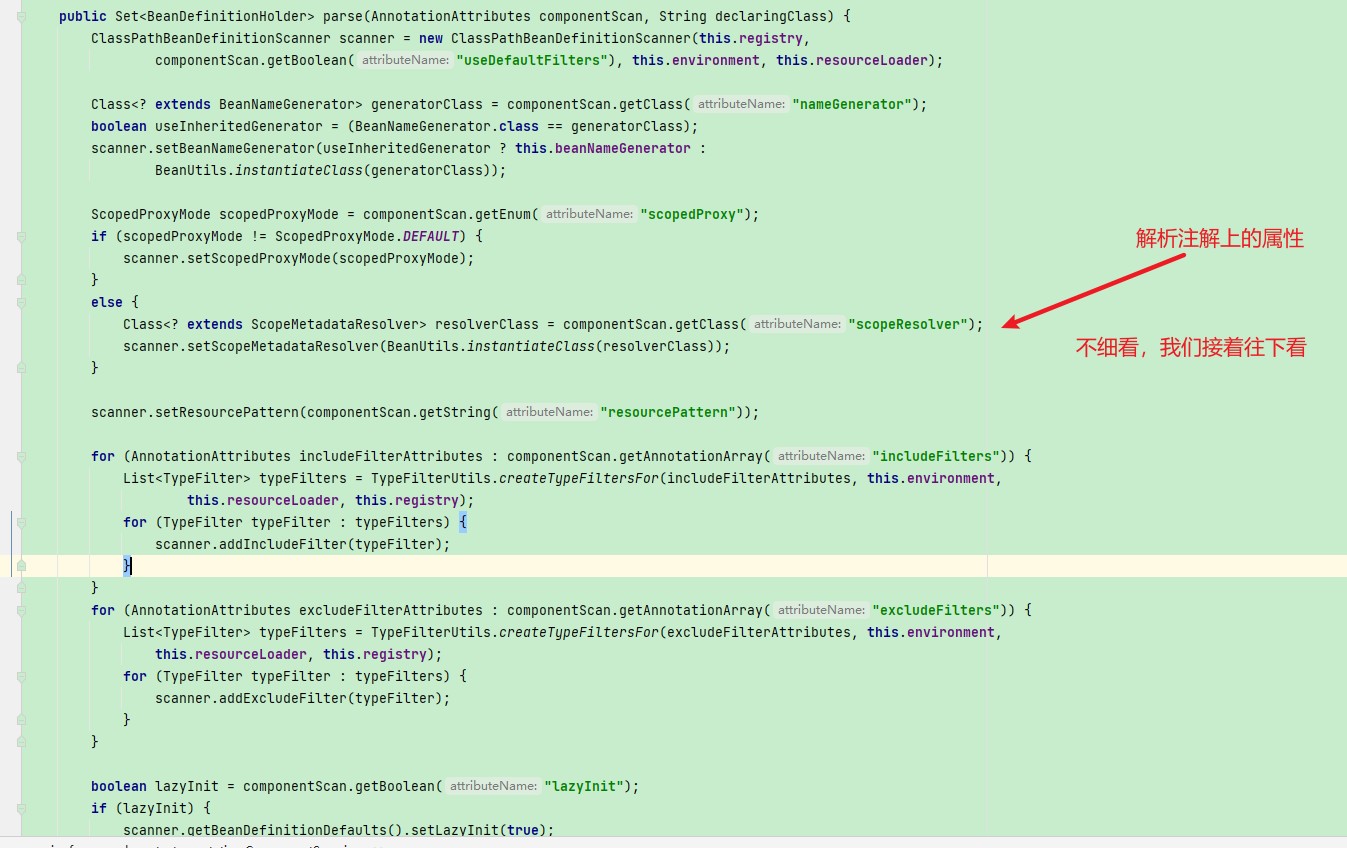 public Set<BeanDefinitionHolder> parse(AnnotationAttributes componentScan, String declaringClass) {
ClassPathBeanDefinitionScanner scanner = new ClassPathBeanDefinitionScanner(this.registry,
componentScan.getBoolean( attributeName: "useDefaultFilters"), this.environment, this.resourceLoader);
Class<? extends BeanNameGenerator> generatorClass = componentScan.getClass( attributeName: "nameGenerator");
boolean useInheritedGenerator = (BeanNameGenerator.class == generatorClass);
scanner.setBeanNameGenerator(useInheritedGenerator ? this.beanNameGenerator :
BeanUtils.instantiateClass(generatorClass));
ScopedProxyMode scopedProxyMode = componentScan.getEnum( attributeName: "scopedProxy");
if (scopedProxyMode != ScopedProxyMode.DEFAULT) {
解析注解上的属性
scanner.setScopedProxyMode(scopedProxyMode);
}
else {
Class<? extends ScopeMetadataResolver> resolverClass = componentScan.getClass( attributeName: "scopeResolver");
scanner.setScopeMetadataResolver(BeanUtils.instantiateClass(resolverClass));
不细看，我们接着往下看
}
scanner.setResourcePattern(componentScan.getString( attributeName: "resourcePattern"));
for (AnnotationAttributes includeFilterAttributes : componentScan.getAnnotationArray( attributeName: "includeFilters")) {
List<TypeFilter> typeFilters = TypeFilterUtils.createTypeFiltersFor(includeFilterAttributes, this.environment,
this.resourceLoader, this.registry);
for (TypeFilter typeFilter : typeFilters) {
scanner.addIncludeFilter(typeFilter);
}
}
for (AnnotationAttributes excludeFilterAttributes : componentScan.getAnnotationArray( attributeName: "excludeFilters")) {
List<TypeFilter> typeFilters = TypeFilterUtils.createTypeFiltersFor(excludeFilterAttributes, this.environment,
this.resourceLoader, this.registry);
for (TypeFilter typeFilter : typeFilters) {
scanner.addExcludeFilter(typeFilter);
}
}
boolean lazyInit = componentScan.getBoolean( attributeName: "lazyInit");
if (lazyInit) {
scanner.getBeanDefinitionDefaults().setLazyInit(true);